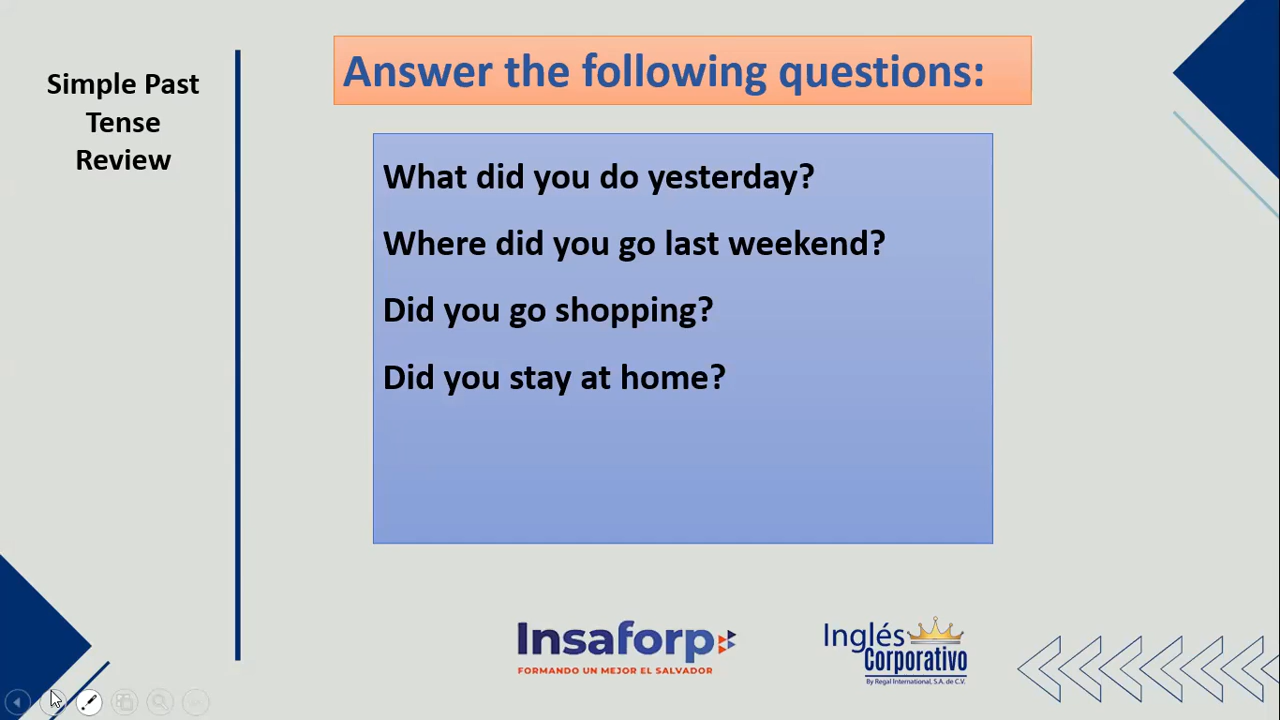 Simple Past
Tense
Review
Answer the following questions:
What did you do yesterday?
Where did you go last weekend?
Did you go shopping?
Did you stay at home?
Insaforp
FORMANDO UN MEJOR EL SALVADOR
Inglés
Corporativo
By Regal International, S.A. de C.V.